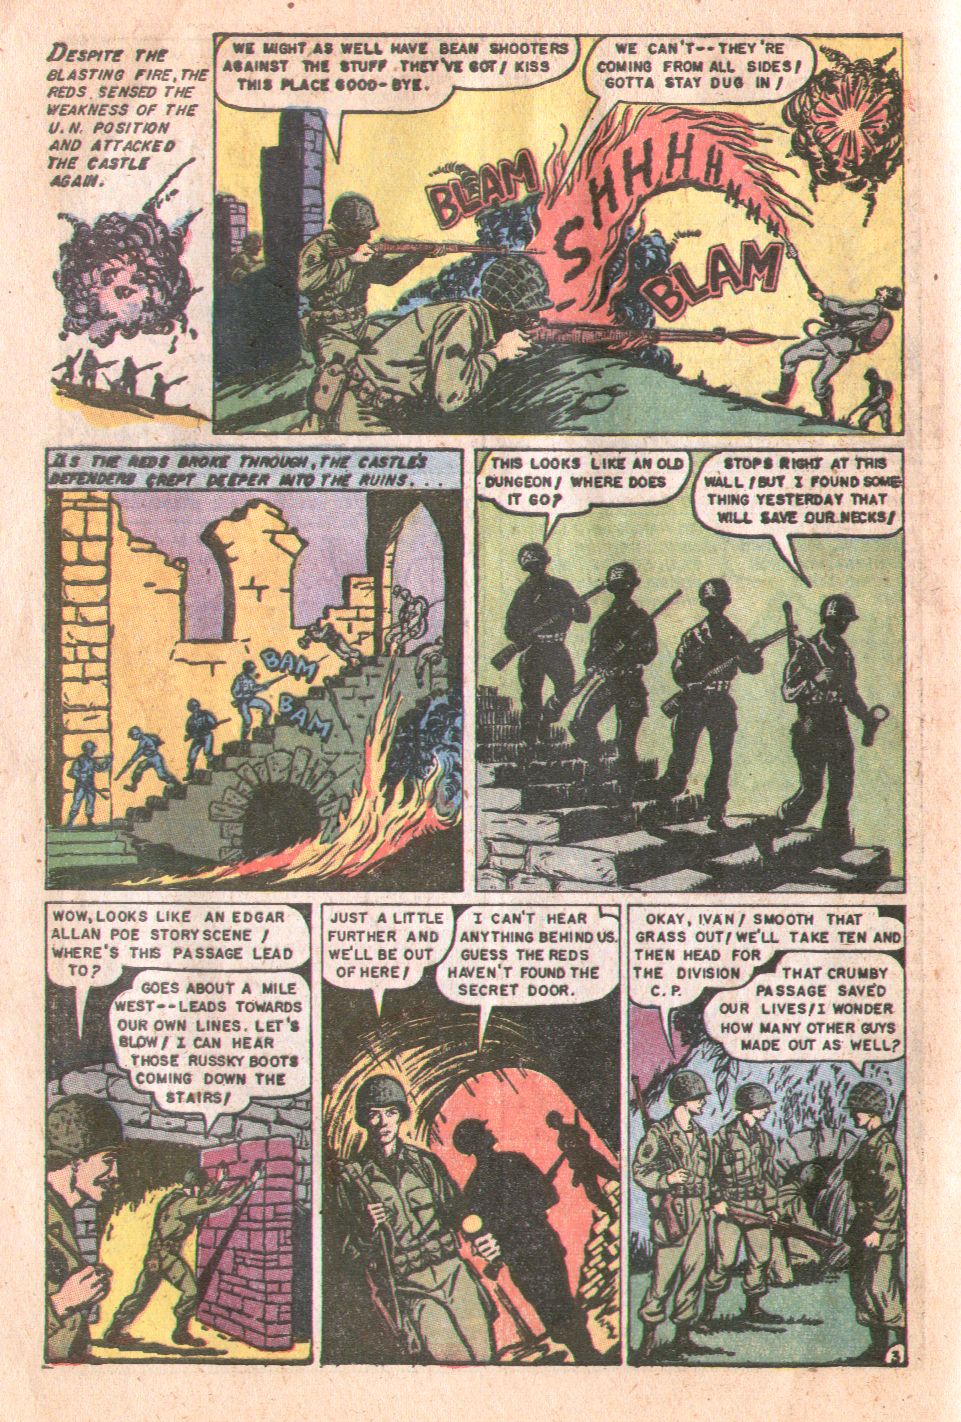 DESPITE THE
BLASTING FIRE, THE
REDS SENSED THE
WEAKNESS OF THE
U.N. POSITION
AND ATTACKED
THE CASTLE
AGAIN.
WE MIGHT AS WELL HAVE BEAN SHOOTERS
AGAINST THE STUFF THEY'VE GOT! KISS
THIS PLACE GOOD-BYE.
WE CAN'T--THEY'RE
COMING FROM ALL SIDES!
GOTTA STAY DUG IN!
BLAM
SHHHHHHHH
BLAM
AS THE REDS BROKE THROUGH, THE CASTLE'S
DEFENDERS CREPT DEEPER INTO THE RUINS...
BAM
BAM
THIS LOOKS LIKE AN OLD
DUNGEON! WHERE DOES
IT GO?
STOPS RIGHT AT THIS
WALL! BUT I FOUND SOME-
THING YESTERDAY THAT
WILL SAVE OUR NECKS!
WOW, LOOKS LIKE AN EDGAR
ALLAN POE STORY SCENE!
WHERE'S THIS PASSAGE LEAD
TO?
GOES ABOUT A MILE
WEST--LEADS TOWARDS
OUR OWN LINES. LET'S
BLOW! I CAN HEAR
THOSE RUSSKY BOOTS
COMING DOWN THE
STAIRS!
JUST A LITTLE
FURTHER AND
WE'LL BE OUT
OF HERE!
I CAN'T HEAR
ANYTHING BEHIND US.
GUESS THE REDS
HAVEN'T FOUND THE
SECRET DOOR.
OKAY, IVAN! SMOOTH THAT
GRASS OUT! WE'LL TAKE TEN AND
THEN HEAD FOR
THE DIVISION
C.P.
THAT CRUMBY
PASSAGE SAVED
OUR LIVES! I WONDER
HOW MANY OTHER GUYS
MADE OUT AS WELL?
3